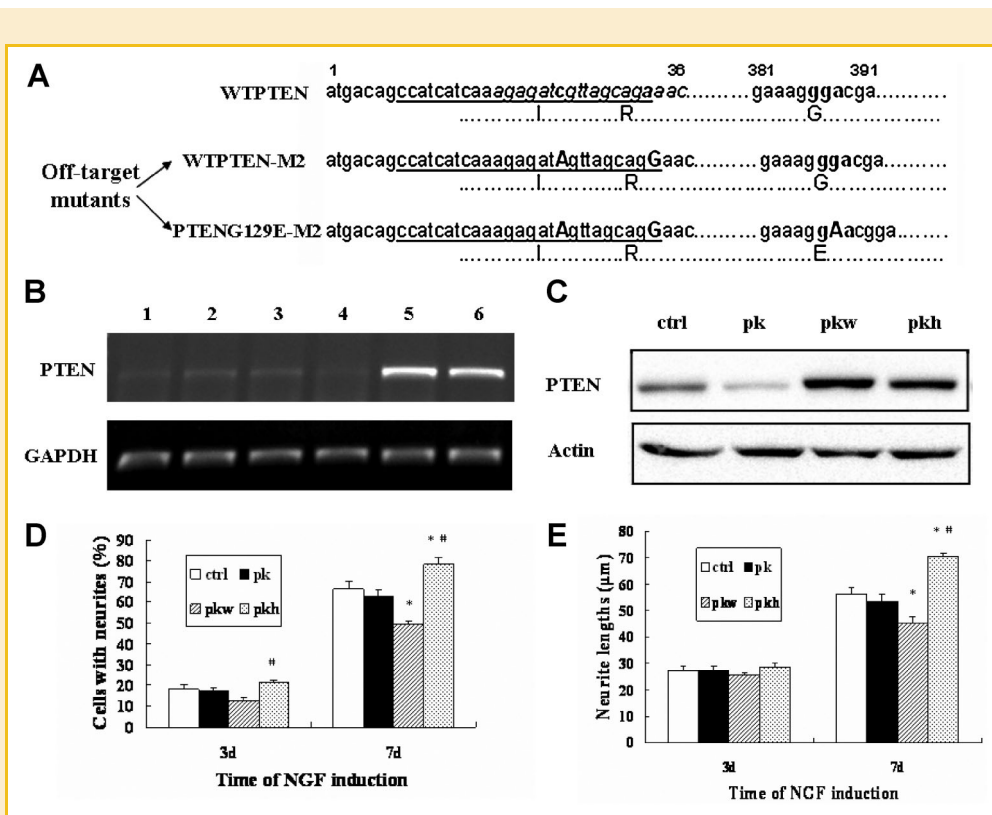 A
1 36 381 391
WTPTEN atgacagccatcatcaaagagatcgttagcagaaac.......... gaaagggacga...........
............I..............R.......................G...................
Off-target mutants
WTPTEN-M2 atgacagccatcatcaaagagatAgttagcagGaac.......... gaaagggacga...........
............I..............R.......................G...................
PTENG129E-M2 atgacagccatcatcaaagagatAgttagcagGaac.......... gaaaggAacgga........
............I..............R.......................E...................
B
1 2 3 4 5 6
PTEN
GAPDH
C
ctrl pk pkw pkh
PTEN
Actin
D
Cells with neurites (%)
90
80
70
60
50
40
30
20
10
0
ctrl pk
pkw pkh
#
*
* #
3d 7d
Time of NGF induction
E
Neurite lengths (μm)
80
70
60
50
40
30
20
10
0
ctrl pk
pkw pkh
*
* #
3d 7d
Time of NGF induction